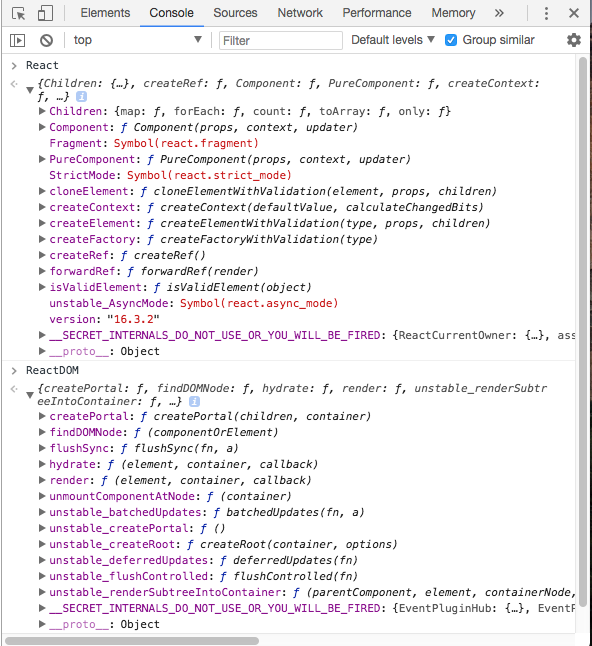 Elements Console Sources Network Performance Memory »
top Filter Default levels Group similar
> React
{Children: {…}, createRef: ƒ, Component: ƒ, PureComponent: ƒ, createContext:
ƒ, …}
Children: {map: ƒ, forEach: ƒ, count: ƒ, toArray: ƒ, only: ƒ}
Component: ƒ Component(props, context, updater)
Fragment: Symbol(react.fragment)
PureComponent: ƒ PureComponent(props, context, updater)
StrictMode: Symbol(react.strict_mode)
cloneElement: ƒ cloneElementWithValidation(element, props, children)
createContext: ƒ createContext(defaultValue, calculateChangedBits)
createElement: ƒ createElementWithValidation(type, props, children)
createFactory: ƒ createFactoryWithValidation(type)
createRef: ƒ createRef()
forwardRef: ƒ forwardRef(render)
isValidElement: ƒ isValidElement(object)
unstable_AsyncMode: Symbol(react.async_mode)
version: "16.3.2"
__SECRET_INTERNALS_DO_NOT_USE_OR_YOU_WILL_BE_FIRED: {ReactCurrentOwner: {…}, ass
__proto__: Object
> ReactDOM
{createPortal: ƒ, findDOMNode: ƒ, hydrate: ƒ, render: ƒ, unstable_renderSubtr
eeIntoContainer: ƒ, …}
createPortal: ƒ createPortal(children, container)
findDOMNode: ƒ (componentOrElement)
flushSync: ƒ flushSync(fn, a)
hydrate: ƒ (element, container, callback)
render: ƒ (element, container, callback)
unmountComponentAtNode: ƒ (container)
unstable_batchedUpdates: ƒ batchedUpdates(fn, a)
unstable_createPortal: ƒ ()
unstable_createRoot: ƒ createRoot(container, options)
unstable_deferredUpdates: ƒ deferredUpdates(fn)
unstable_flushControlled: ƒ flushControlled(fn)
unstable_renderSubtreeIntoContainer: ƒ (parentComponent, element, containerNode,
__SECRET_INTERNALS_DO_NOT_USE_OR_YOU_WILL_BE_FIRED: {EventPluginHub: {…}, EventP
__proto__: Object